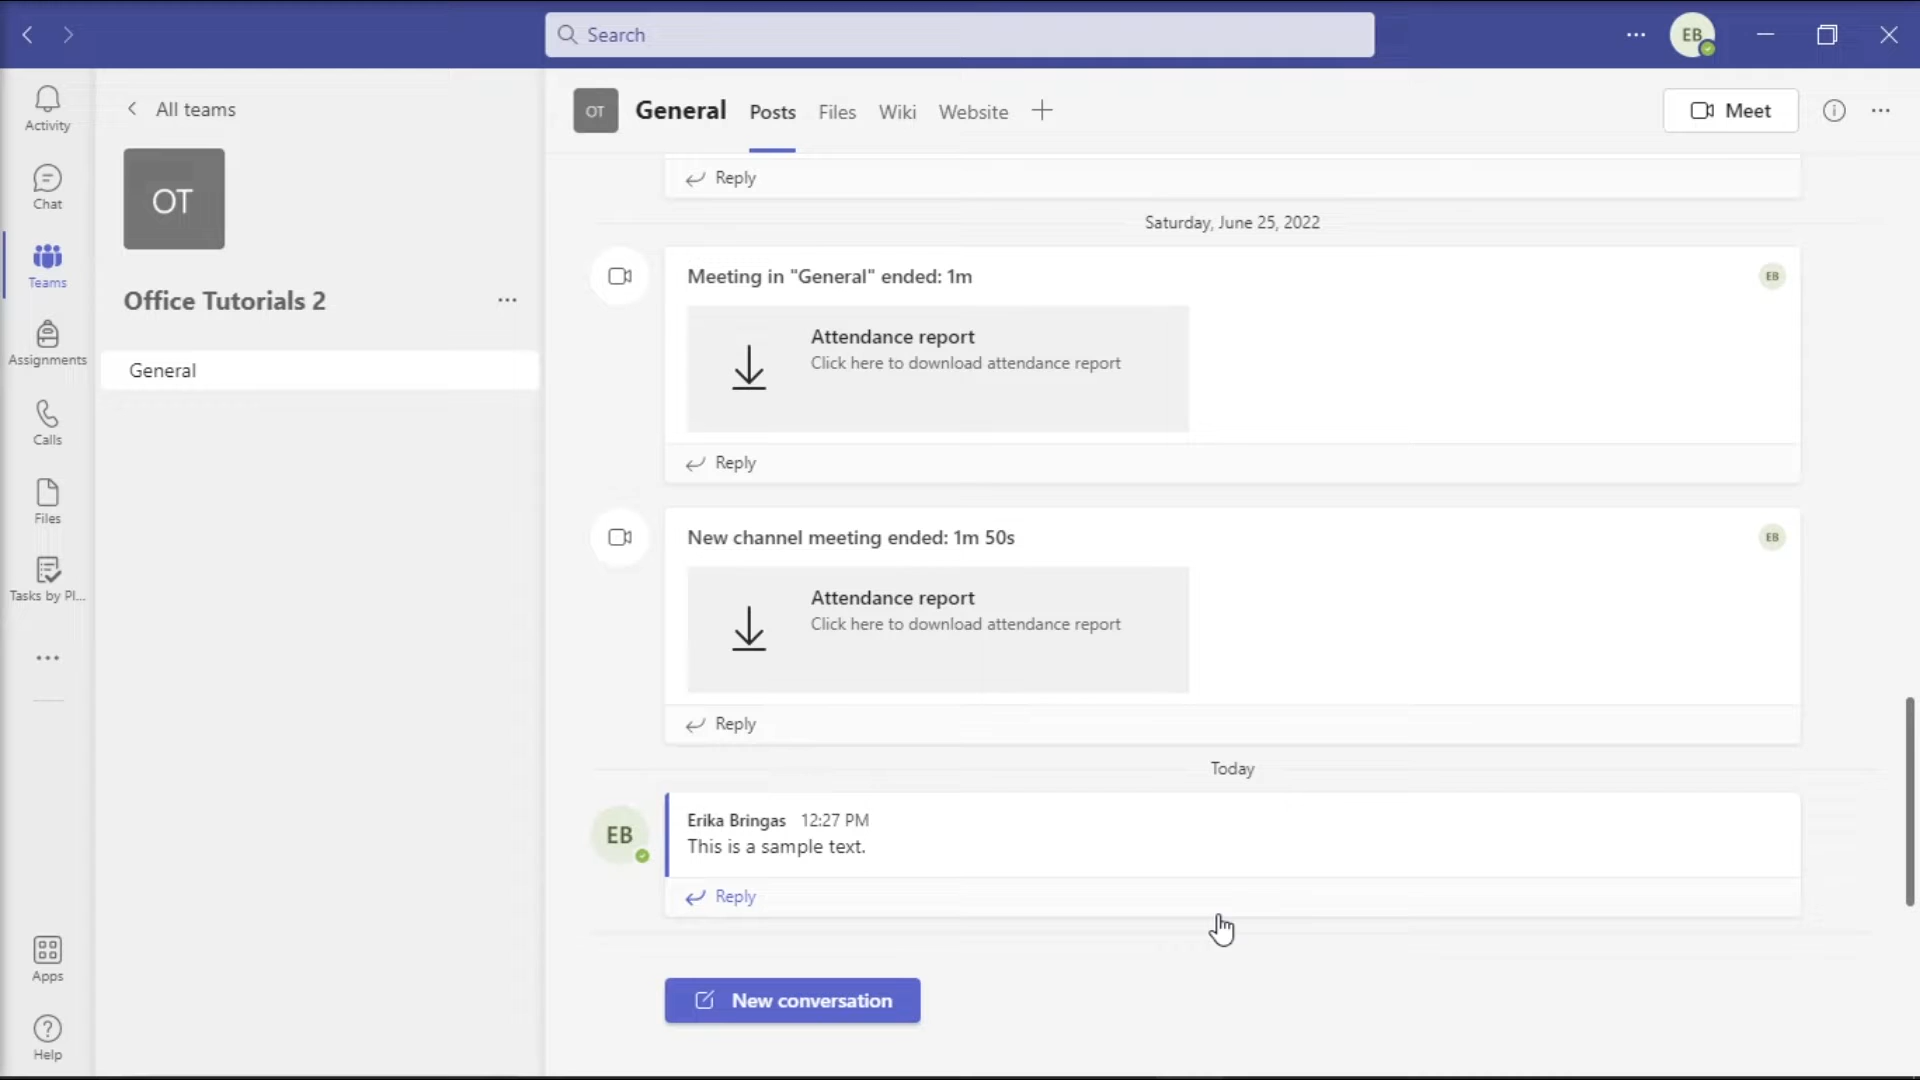 Search
EB
Activity
Chat
Teams
Assignments
Calls
Files
Tasks by Pl...
Apps
Help
All teams
OT
Office Tutorials 2
General
OT
General
Posts
Files
Wiki
Website
Meet
Reply
Saturday, June 25, 2022
Meeting in "General" ended: 1m
EB
Attendance report
Click here to download attendance report
Reply
New channel meeting ended: 1m 50s
EB
Attendance report
Click here to download attendance report
Reply
Today
EB
Erika Bringas 12:27 PM
This is a sample text.
Reply
New conversation